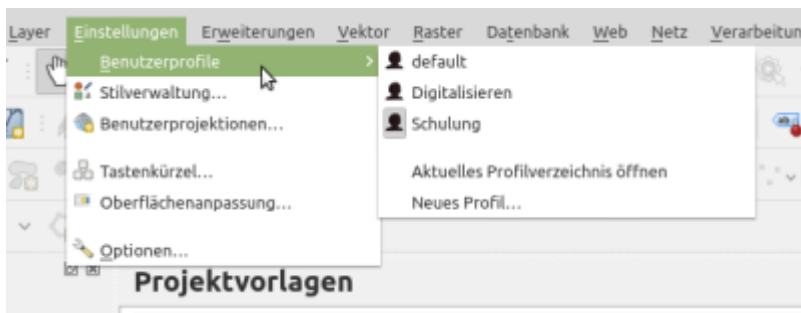 Layer Einstellungen Erweiterungen Vektor Raster Datenbank Web Netz
Benutzerprofile
Stilverwaltung...
Benutzerprojektionen...
Tastenkürzel...
Oberflächenanpassung...
Optionen...
default
Digitalisieren
Schulung
Aktuelles Profilverzeichnis öffnen
Neues Profil...
Projektvorlagen